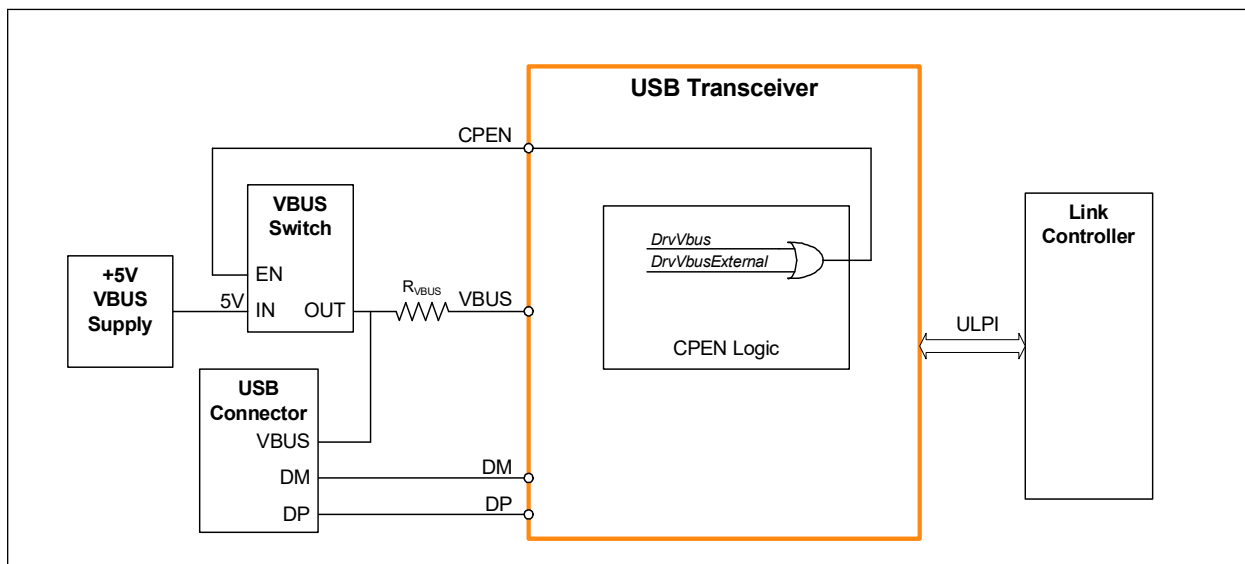 USB Transceiver
CPEN
VBUS
Switch
EN
IN
OUT
+5V
VBUS
Supply
5V
RVBUS
VBUS
DrvVbus
DrvVbusExternal
CPEN Logic
Link
Controller
ULPI
USB
Connector
VBUS
DM
DP
DM
DP